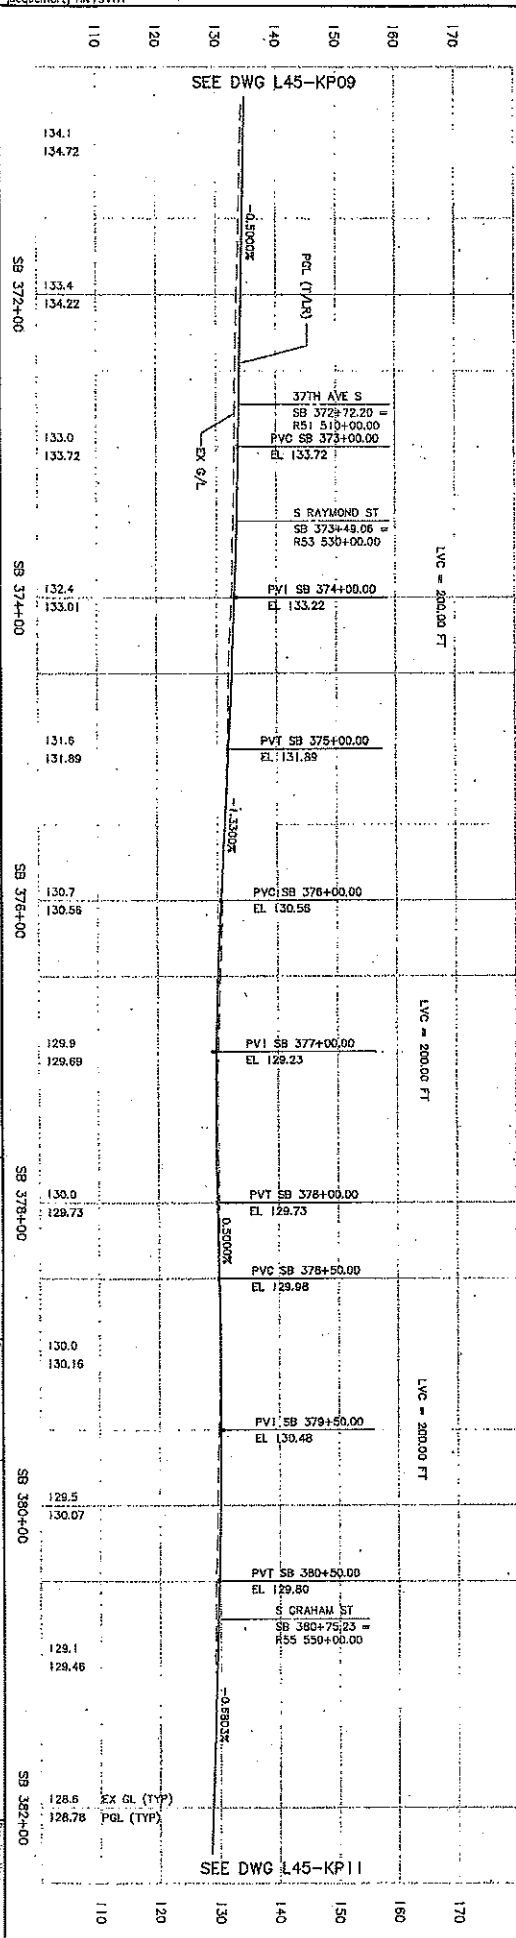 10
20
130
140
150
160
170
SEE DWG L45-KP09
134.1
134.72
-0.5000%
SB 372+00
133.4
134.22
PGL (T/LR)
EX G/L
37TH AVE S
SB 372+72.20 =
R51 510+00.00
133.0
133.72
PVC SB 373+00.00
EL 133.72
S RAYMOND ST
SB 373+49.06 =
R53 530+00.00
LVC = 200.00 FT
SB 374+00
132.4
133.01
PVI SB 374+00.00
EL 133.22
131.6
131.89
PVT SB 375+00.00
EL 131.89
-1.3300%
SB 376+00
130.7
130.56
PVC SB 376+00.00
EL 130.56
LVC = 200.00 FT
129.9
129.69
PVI SB 377+00.00
EL 129.23
SB 378+00
130.0
129.73
PVT SB 378+00.00
EL 129.73
0.5000%
PVC SB 378+50.00
EL 129.98
130.0
130.16
LVC = 200.00 FT
PVI SB 379+50.00
EL 130.48
SB 380+00
129.5
130.07
PVT SB 380+50.00
EL 129.80
S GRAHAM ST
SB 380+75.23 =
R55 550+00.00
129.1
129.46
-0.6803%
SB 382+00
128.6 EX GL (TYP)
128.78 PGL (TYP)
SEE DWG L45-KP11
110
120
130
140
150
160
170